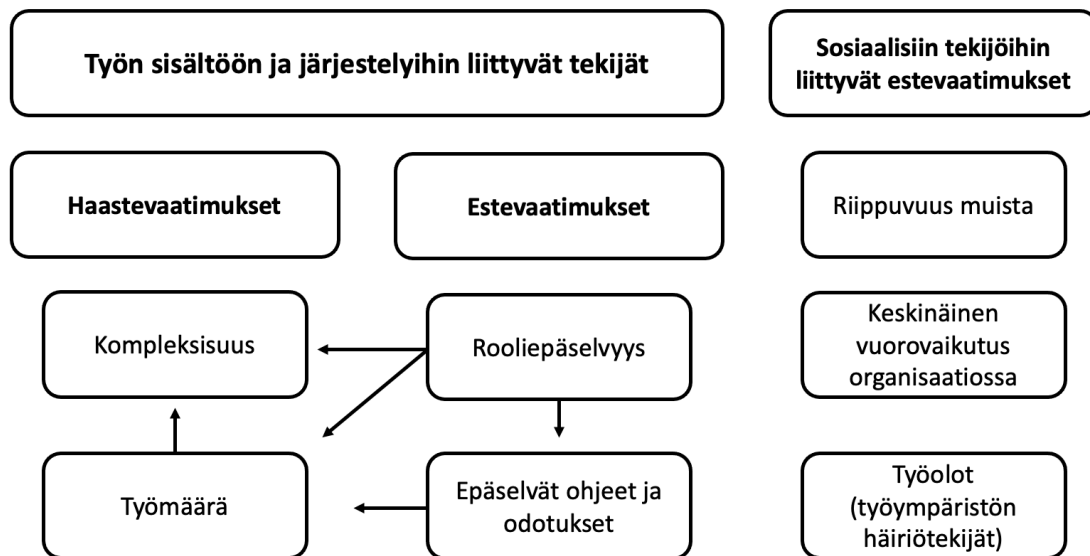 Työn sisältöön ja järjestelyihin liittyvät tekijät
Sosiaalisiin tekijöihin
liittyvät estevaatimukset
Haastevaatimukset
Estevaatimukset
Riippuvuus muista
Kompleksisuus
Rooliepäselvyys
Keskinäinen
vuorovaikutus
organisaatiossa
Työmäärä
Epäselvät ohjeet ja
odotukset
Työolot
(työympäristön
häiriötekijät)